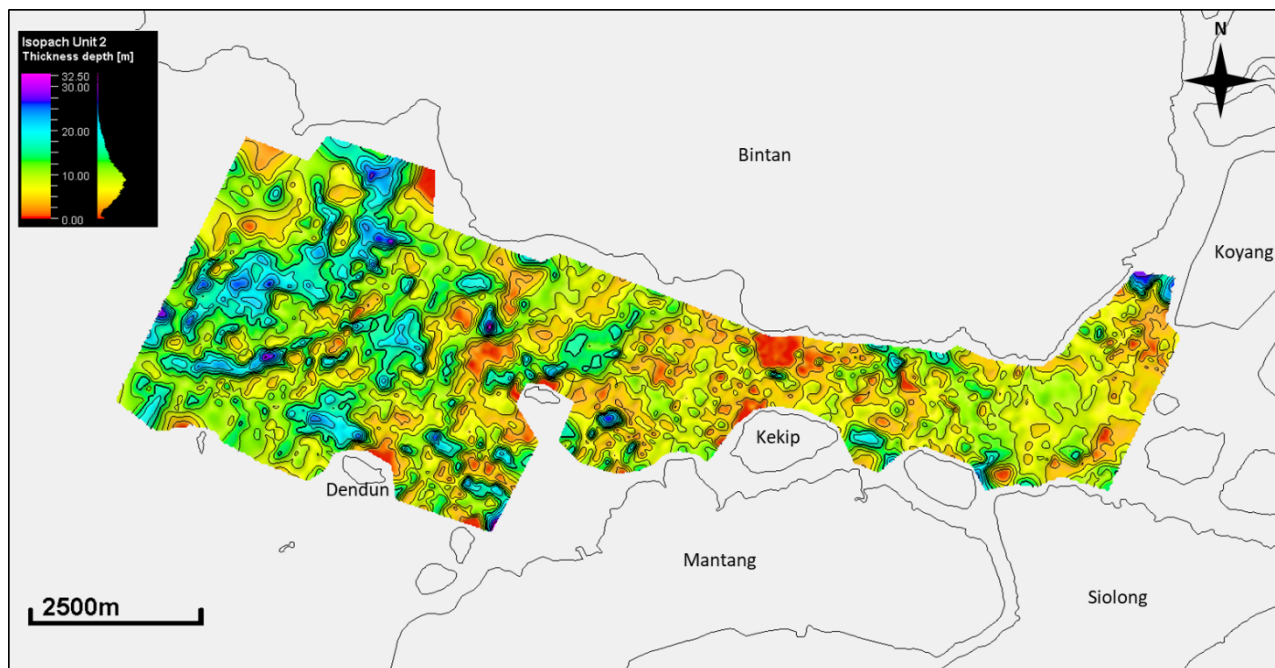 Isopach Unit 2
Thickness depth [m]
32.50
30.00
20.00
10.00
0.00
N
Bintan
Koyang
Kekip
Dendun
Mantang
Siolong
2500m